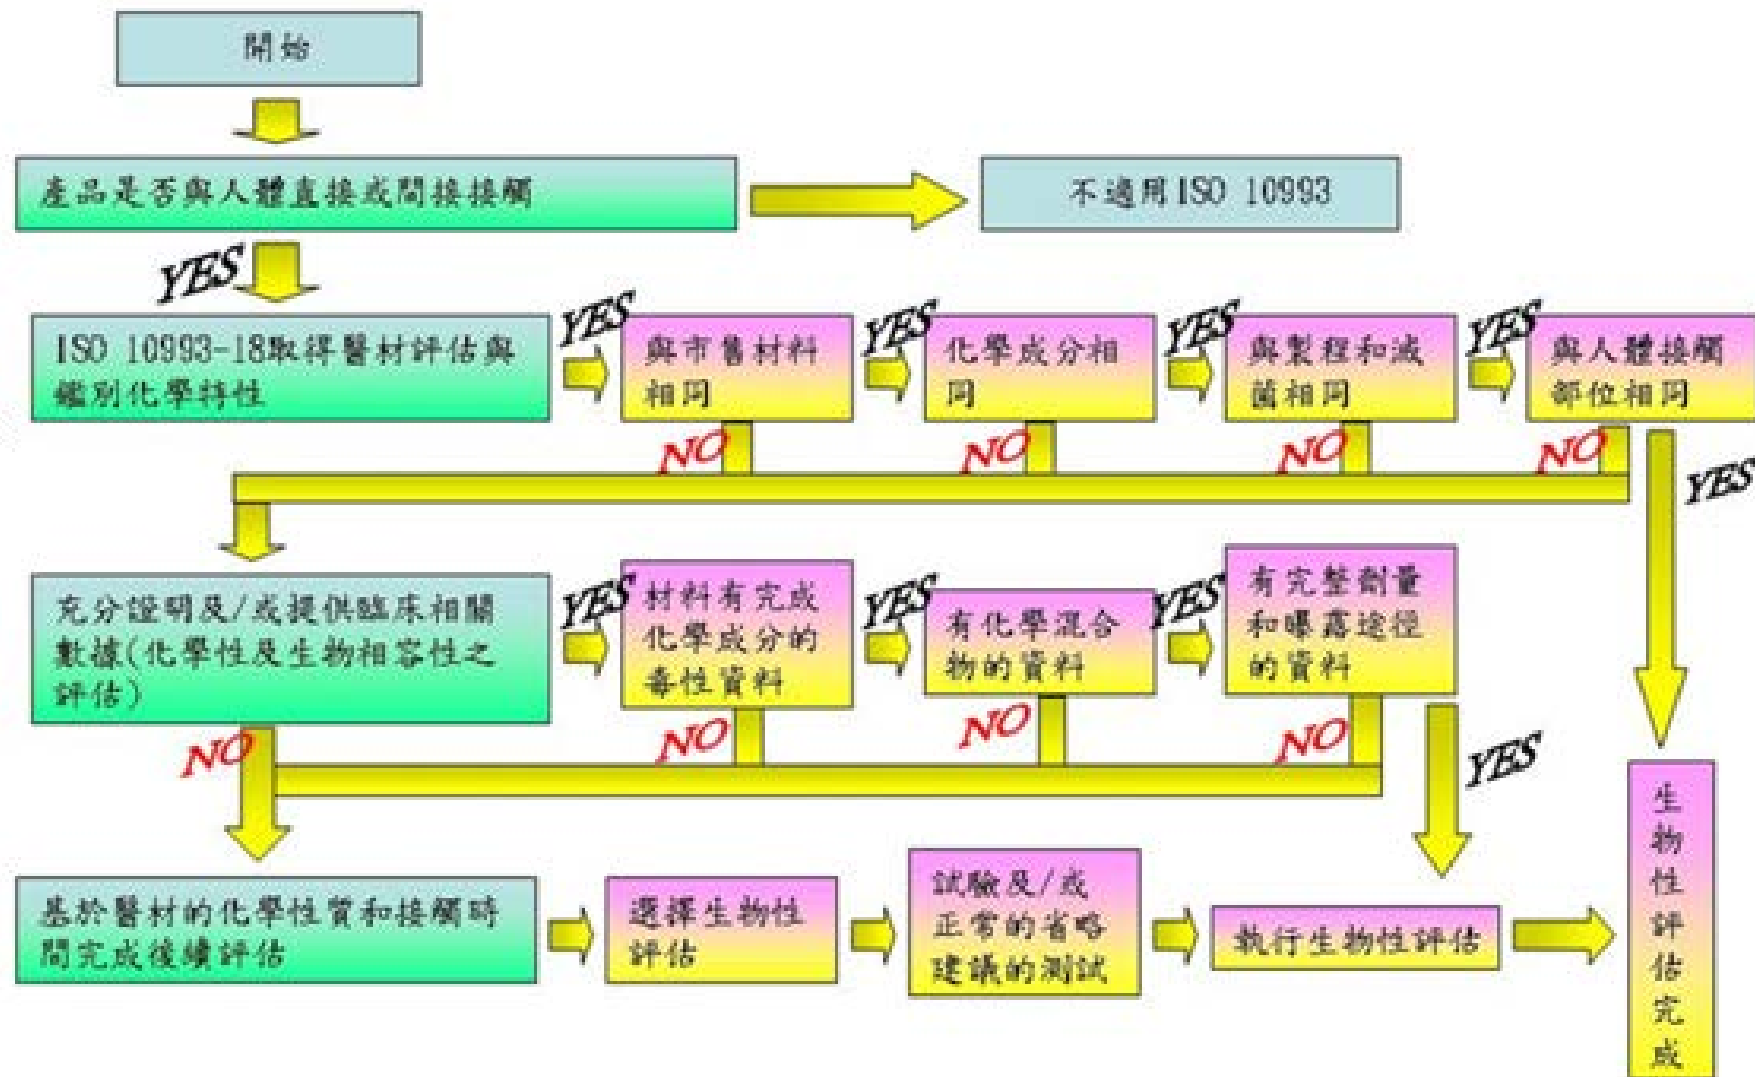 開始
產品是否與人體直接或間接接觸
不適用ISO 10993
YES
ISO 10993-18取得醫材評估與
鑑別化學特性
YES
與市售材料
相同
YES
化學成分相
同
YES
與製程和滅
菌相同
YES
與人體接觸
部位相同
NO
NO
NO
NO
YES
充分證明及/或提供臨床相關
數據(化學性及生物相容性之
評估)
YES
材料有完成
化學成分的
毒性資料
YES
有化學混合
物的資料
YES
有完整劑量
和曝露途徑
的資料
NO
NO
NO
NO
YES
基於醫材的化學性質和接觸時
間完成後續評估
選擇生物性
評估
試驗及/或
正常的省略
建議的測試
執行生物性評估
生物性評估完成